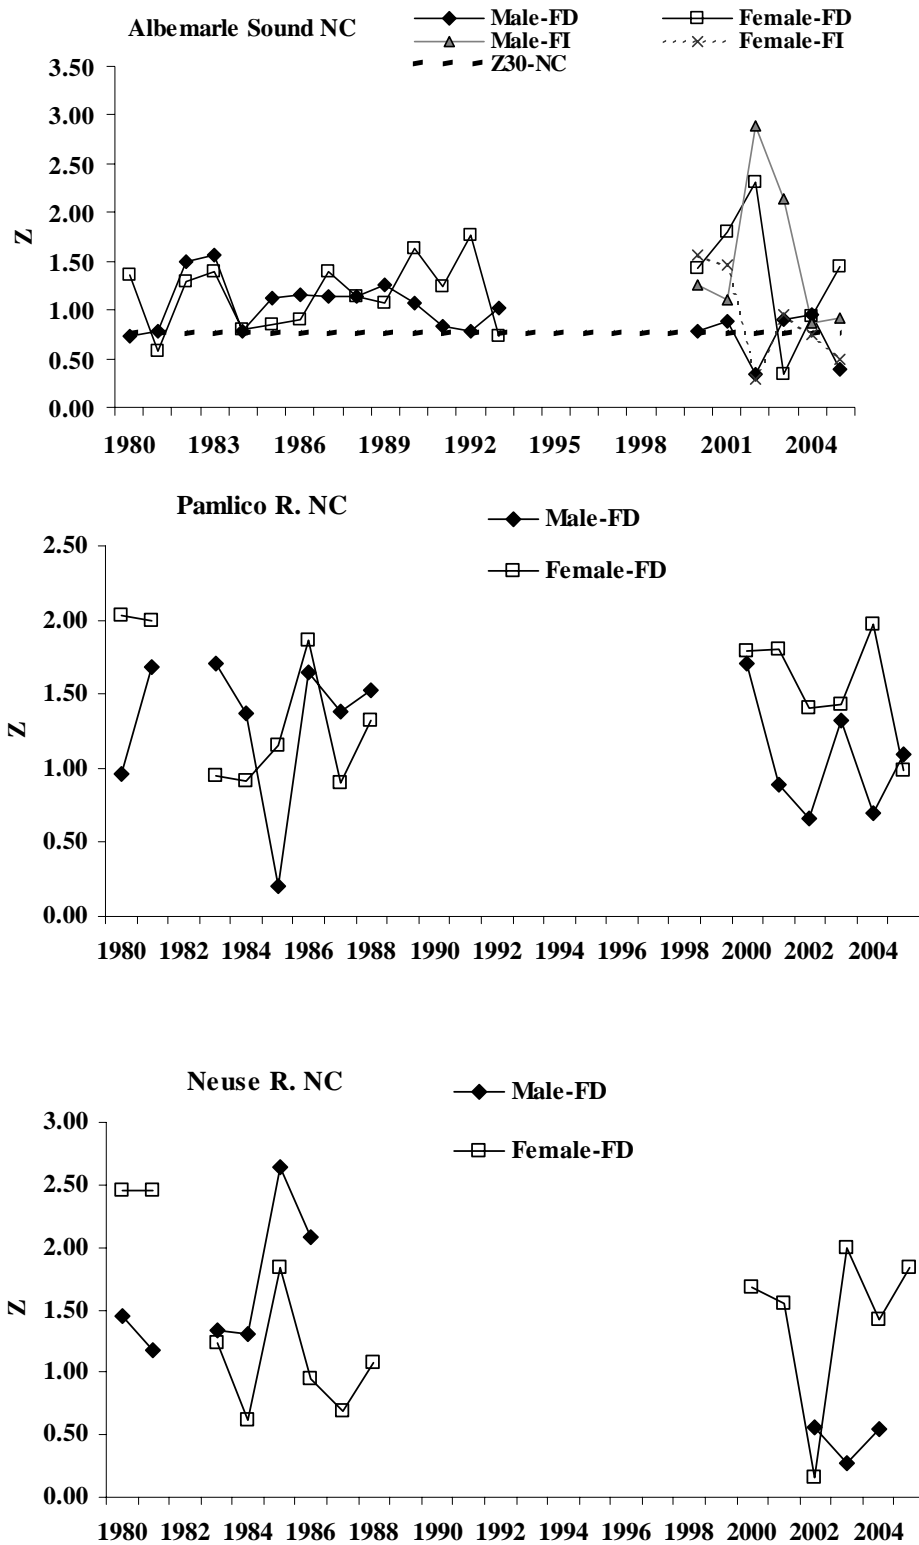 Albemarle Sound NC
Male-FD Female-FD
Male-FI Female-FI
Z30-NC
3.50
3.00
2.50
2.00
1.50
1.00
0.50
0.00
Z
1980 1983 1986 1989 1992 1995 1998 2001 2004
Pamlico R. NC
Male-FD
Female-FD
2.50
2.00
1.50
1.00
0.50
0.00
Z
1980 1982 1984 1986 1988 1990 1992 1994 1996 1998 2000 2002 2004
Neuse R. NC
Male-FD
Female-FD
3.00
2.50
2.00
1.50
1.00
0.50
0.00
Z
1980 1982 1984 1986 1988 1990 1992 1994 1996 1998 2000 2002 2004